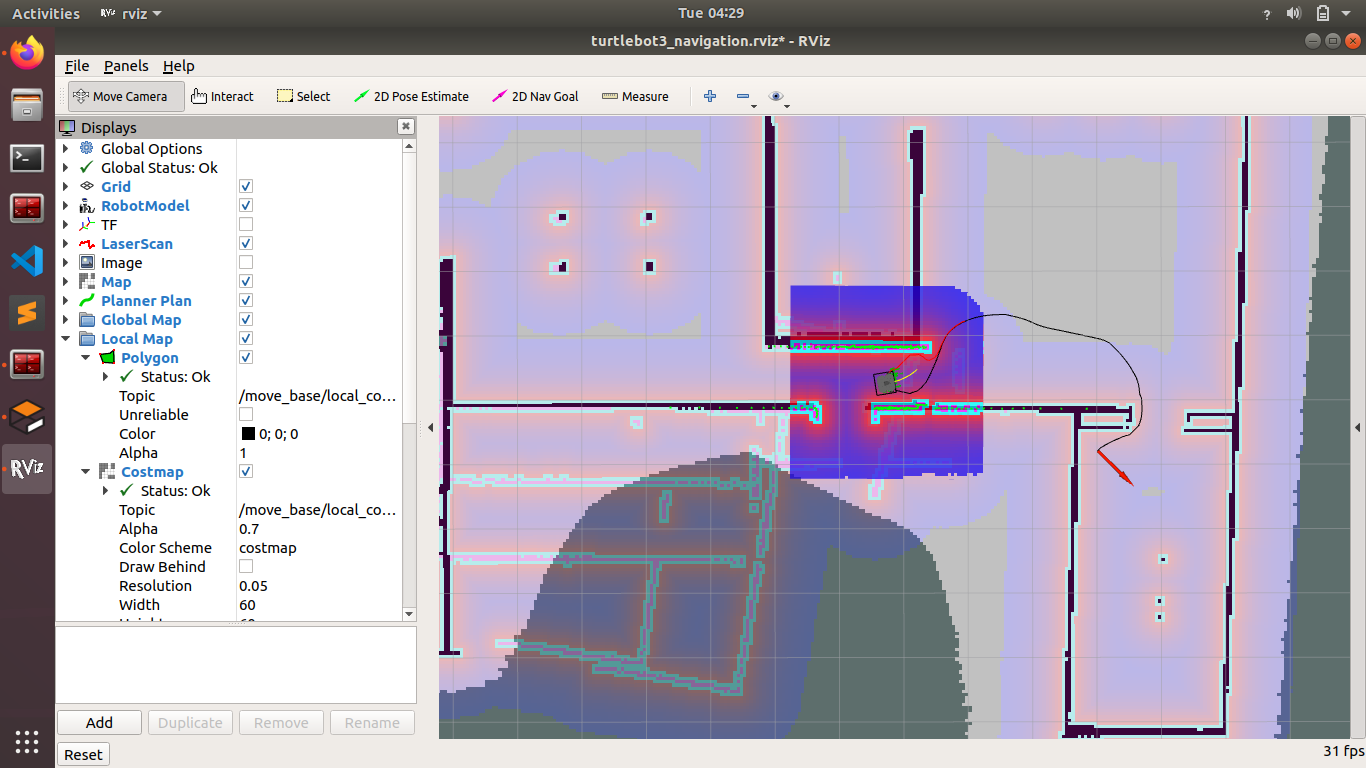 Activities RViz rviz Tue 04:29 ?
turtlebot3_navigation.rviz* - RViz
File Panels Help
Move Camera Interact Select 2D Pose Estimate 2D Nav Goal Measure
Displays
Global Options
Global Status: Ok
Grid
RobotModel
TF
LaserScan
Image
Map
Planner Plan
Global Map
Local Map
Polygon
Status: Ok
Topic /move_base/local_co...
Unreliable
Color 0; 0; 0
Alpha 1
Costmap
Status: Ok
Topic /move_base/local_co...
Alpha 0.7
Color Scheme costmap
Draw Behind
Resolution 0.05
Width 60
RViz
Add Duplicate Remove Rename
Reset 31 fps